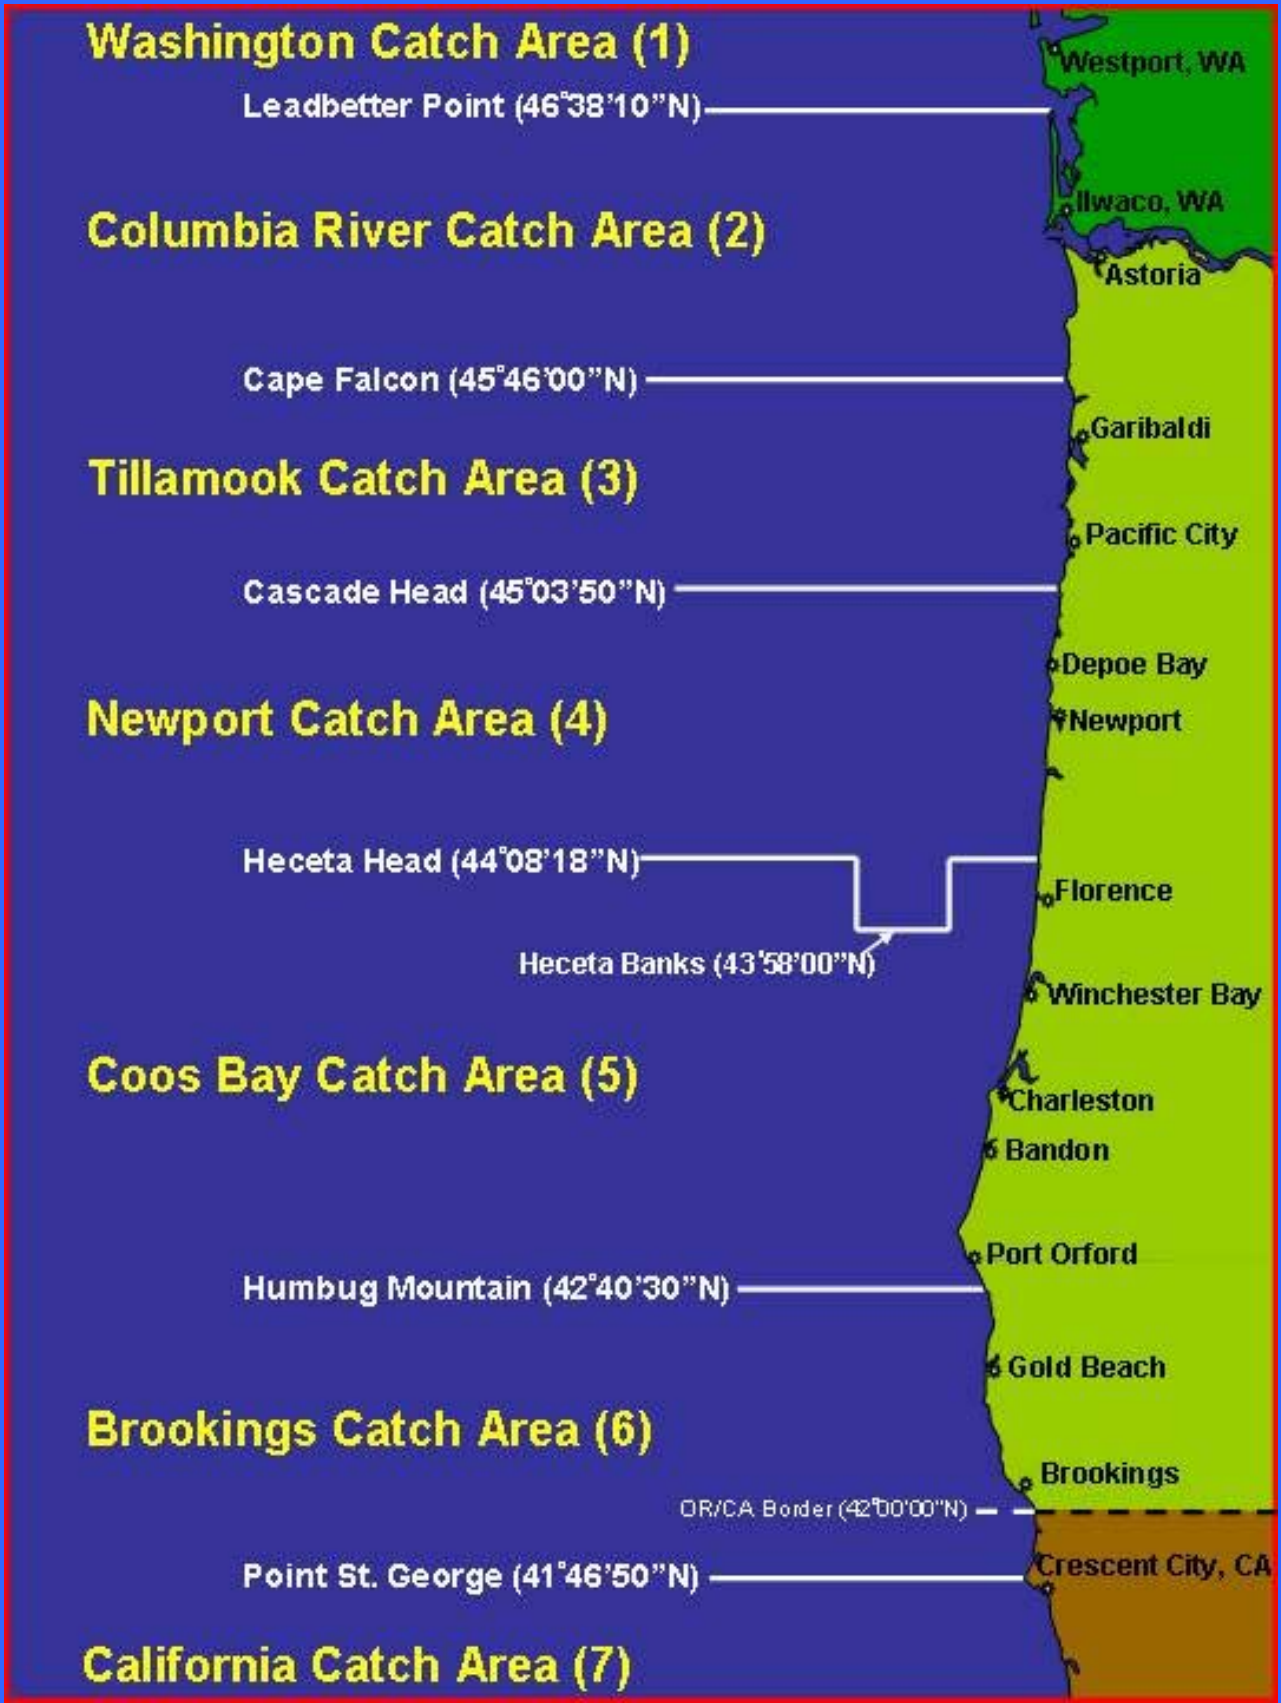 Washington Catch Area (1)
Westport, WA
Leadbetter Point (46°38'10"N)
Ilwaco, WA
Columbia River Catch Area (2)
Astoria
Cape Falcon (45°46'00"N)
Garibaldi
Tillamook Catch Area (3)
Pacific City
Cascade Head (45°03'50"N)
Depoe Bay
Newport Catch Area (4)
Newport
Heceta Head (44°08'18"N)
Florence
Heceta Banks (43°58'00"N)
Winchester Bay
Coos Bay Catch Area (5)
Charleston
Bandon
Port Orford
Humbug Mountain (42°40'30"N)
Gold Beach
Brookings Catch Area (6)
Brookings
OR/CA Border (42°00'00"N)
Crescent City, CA
Point St. George (41°46'50"N)
California Catch Area (7)